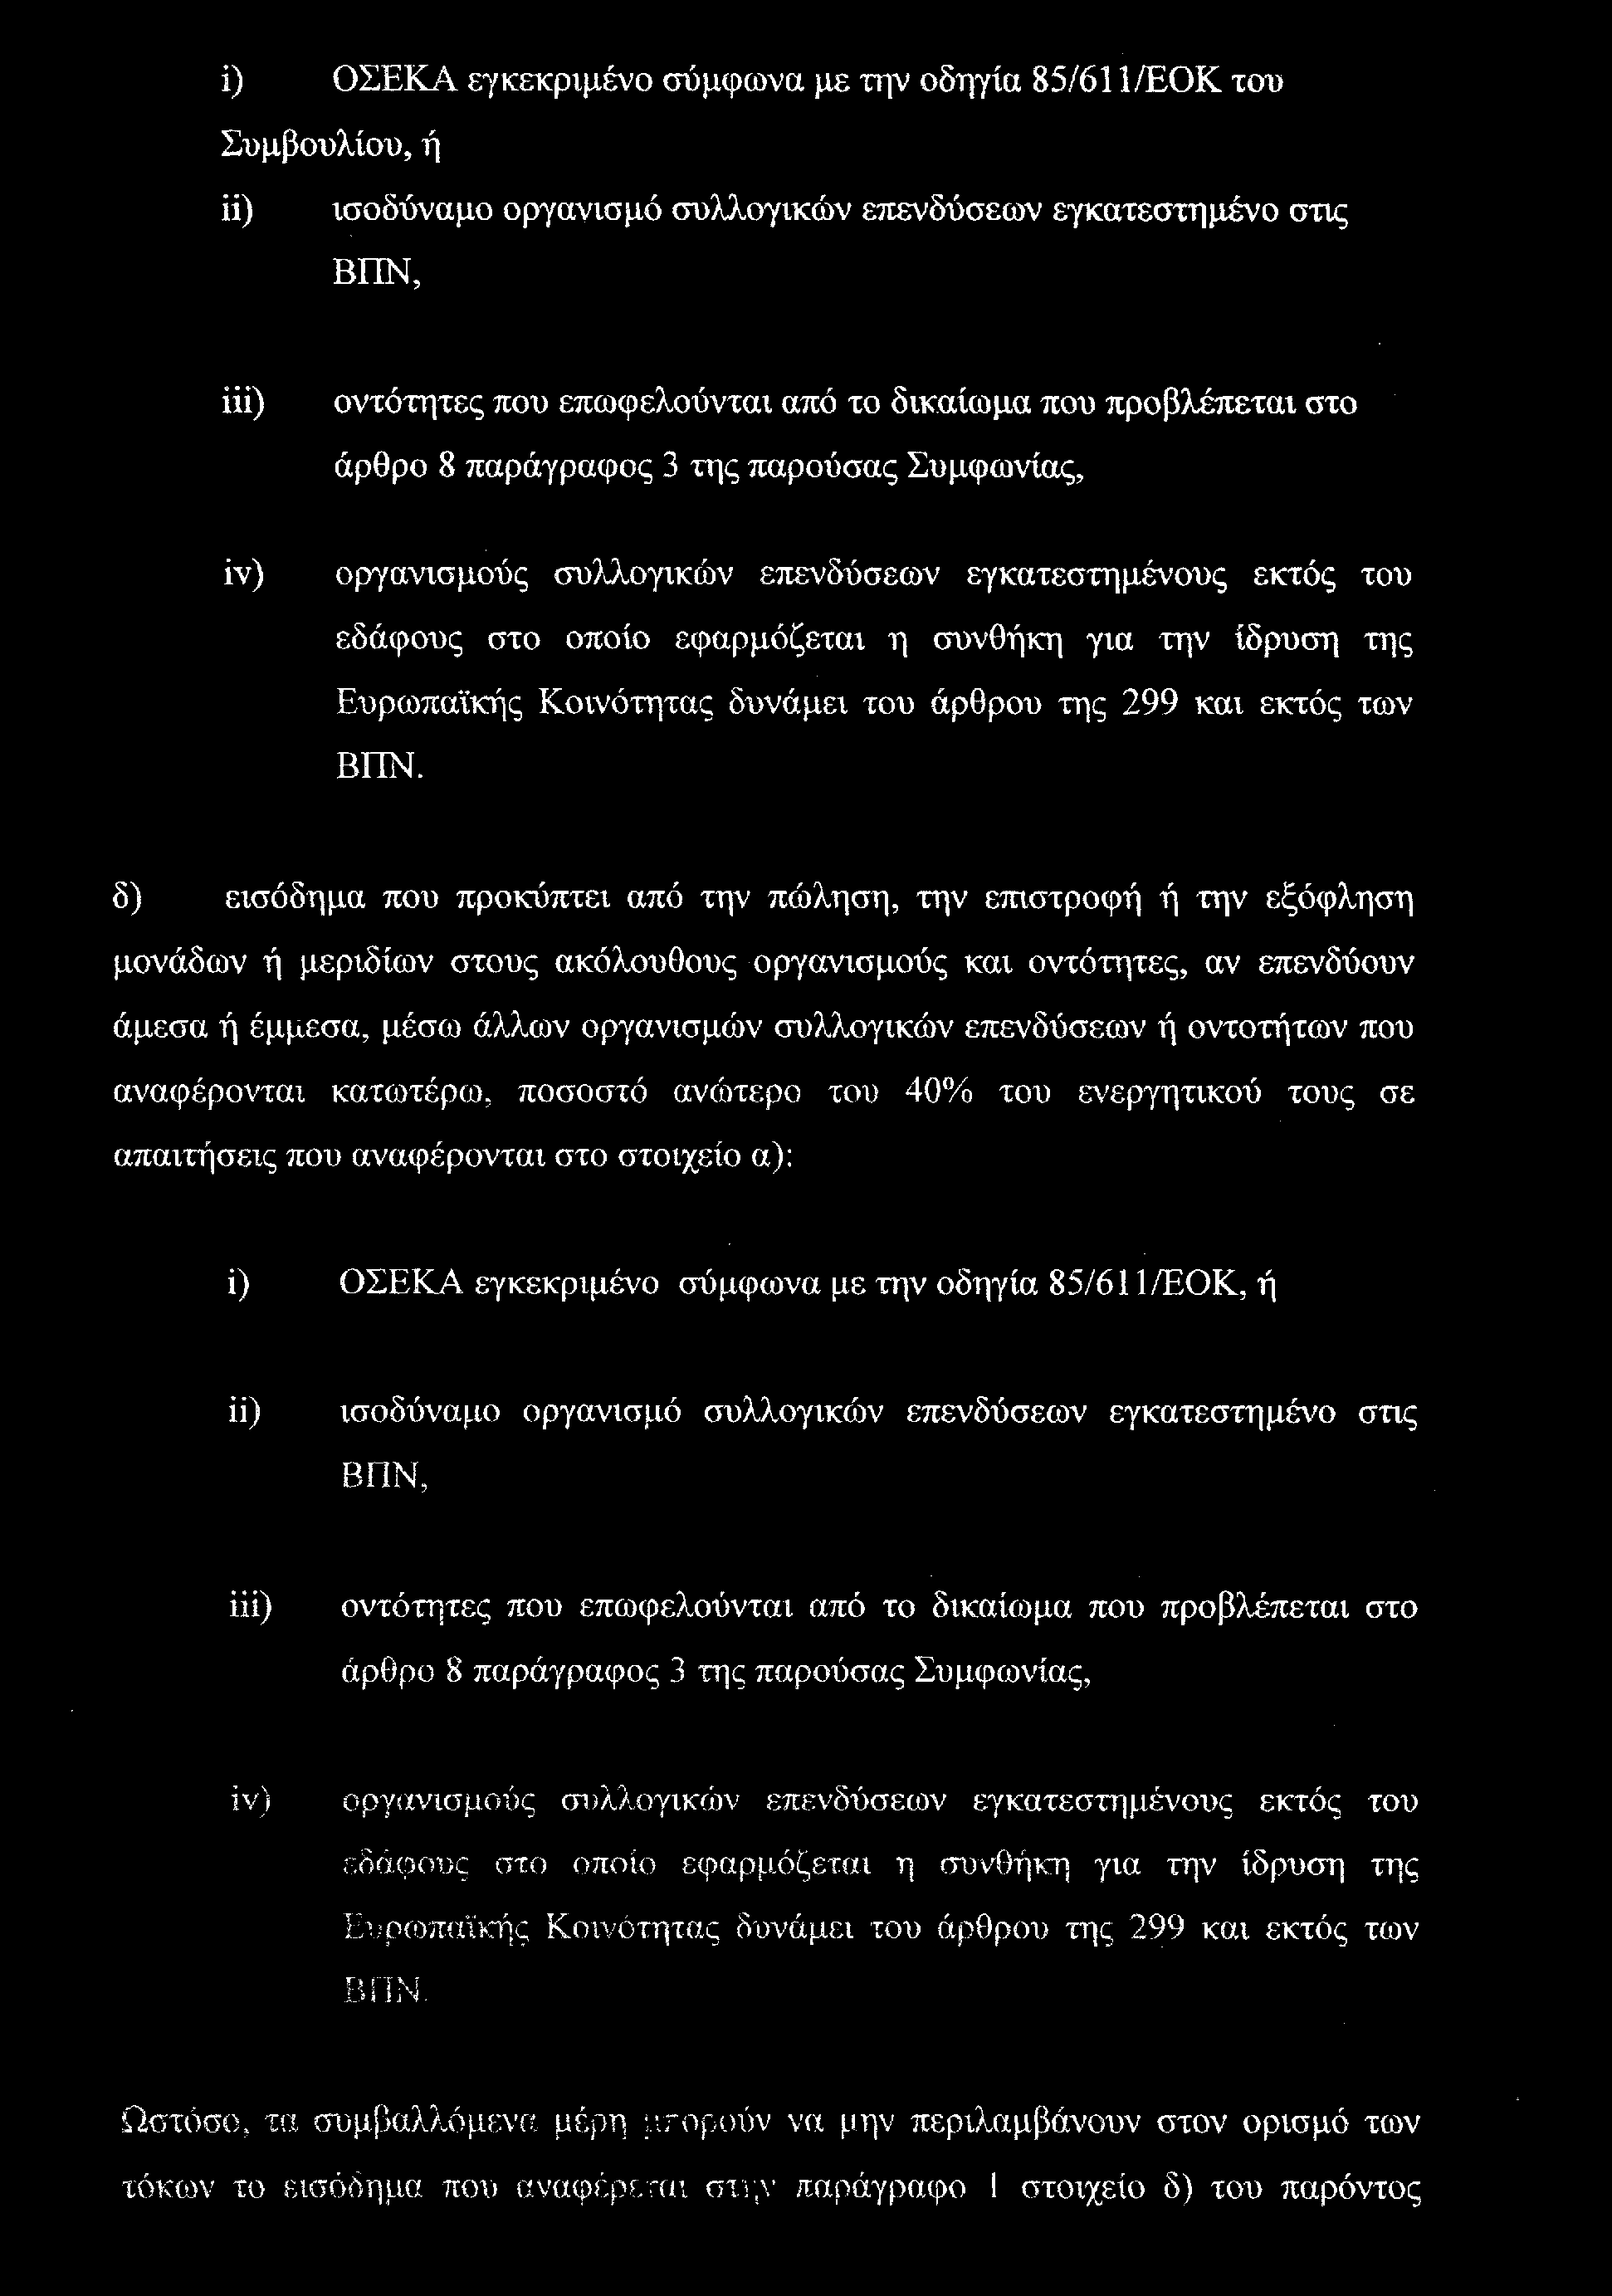 i) ΟΣΕΚΑ εγκεκριμένο σύμφωνα με την οδηγία 85/611/ΕΟΚ του
Συμβουλίου, ή
ii) ισοδύναμο οργανισμό συλλογικών επενδύσεων εγκατεστημένο στις
ΒΠΝ,
iii) οντότητες που επωφελούνται από το δικαίωμα που προβλέπεται στο
άρθρο 8 παράγραφος 3 της παρούσας Συμφωνίας,
iv) οργανισμούς συλλογικών επενδύσεων εγκατεστημένους εκτός του
εδάφους στο οποίο εφαρμόζεται η συνθήκη για την ίδρυση της
Ευρωπαϊκής Κοινότητας δυνάμει του άρθρου της 299 και εκτός των
ΒΠΝ.
δ) εισόδημα που προκύπτει από την πώληση, την επιστροφή ή την εξόφληση
μονάδων ή μεριδίων στους ακόλουθους οργανισμούς και οντότητες, αν επενδύουν
άμεσα ή έμμεσα, μέσω άλλων οργανισμών συλλογικών επενδύσεων ή οντοτήτων που
αναφέρονται κατωτέρω, ποσοστό ανώτερο του 40% του ενεργητικού τους σε
απαιτήσεις που αναφέρονται στο στοιχείο α):
i) ΟΣΕΚΑ εγκεκριμένο σύμφωνα με την οδηγία 85/611/ΕΟΚ, ή
ii) ισοδύναμο οργανισμό συλλογικών επενδύσεων εγκατεστημένο στις
ΒΠΝ,
iii) οντότητες που επωφελούνται από το δικαίωμα που προβλέπεται στο
άρθρο 8 παράγραφος 3 της παρούσας Συμφωνίας,
iv) οργανισμούς συλλογικών επενδύσεων εγκατεστημένους εκτός του
εδάφους στο οποίο εφαρμόζεται η συνθήκη για την ίδρυση της
Ευρωπαϊκής Κοινότητας δυνάμει του άρθρου της 299 και εκτός των
ΒΠΝ.
Ωστόσο, τα συμβαλλόμενα μέρη μπορούν να μην περιλαμβάνουν στον ορισμό των
τόκων το εισόδημα που αναφέρεται στην παράγραφο 1 στοιχείο δ) του παρόντος